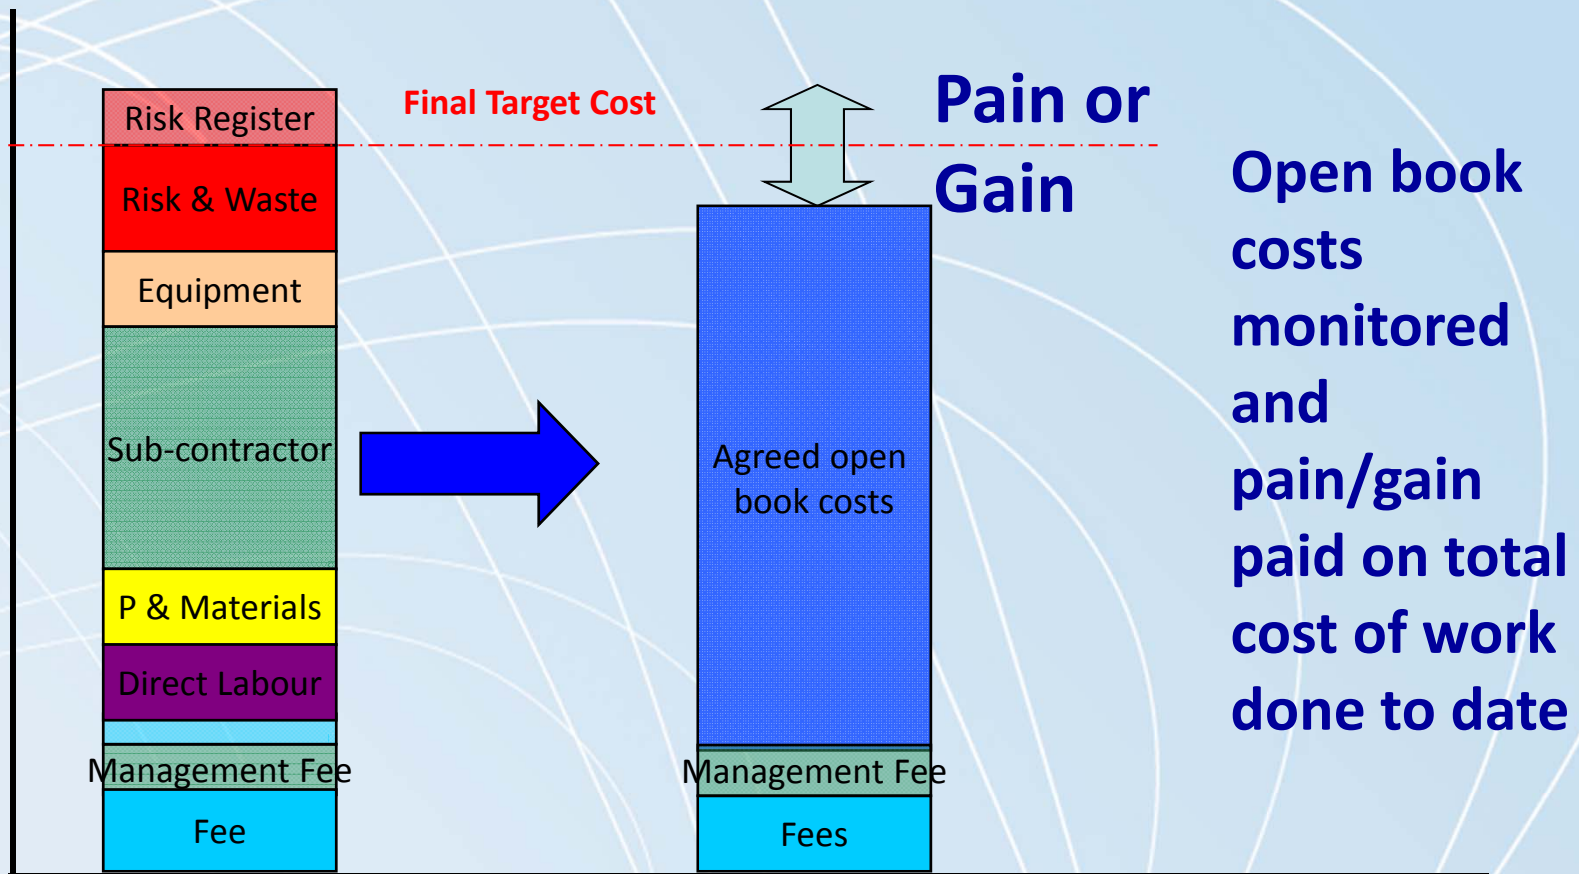 Risk Register
Risk & Waste
Equipment
Sub-contractor
P & Materials
Direct Labour
Management Fee
Fee
Final Target Cost
Agreed open
book costs
Management Fee
Fees
Pain or
Gain
Open book
costs
monitored
and
pain/gain
paid on total
cost of work
done to date